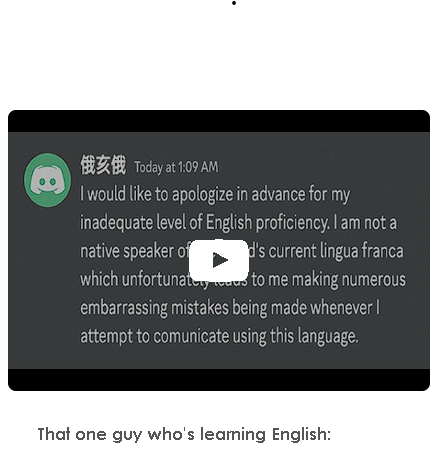 俄亥俄 Today at 1:09 AM
I would like to apologize in advance for my
inadequate level of English proficiency. I am not a
native speaker of d's current lingua franca
which unfortunately leads to me making numerous
embarrassing mistakes being made whenever I
attempt to comunicate using this language.
That one guy who's learning English: